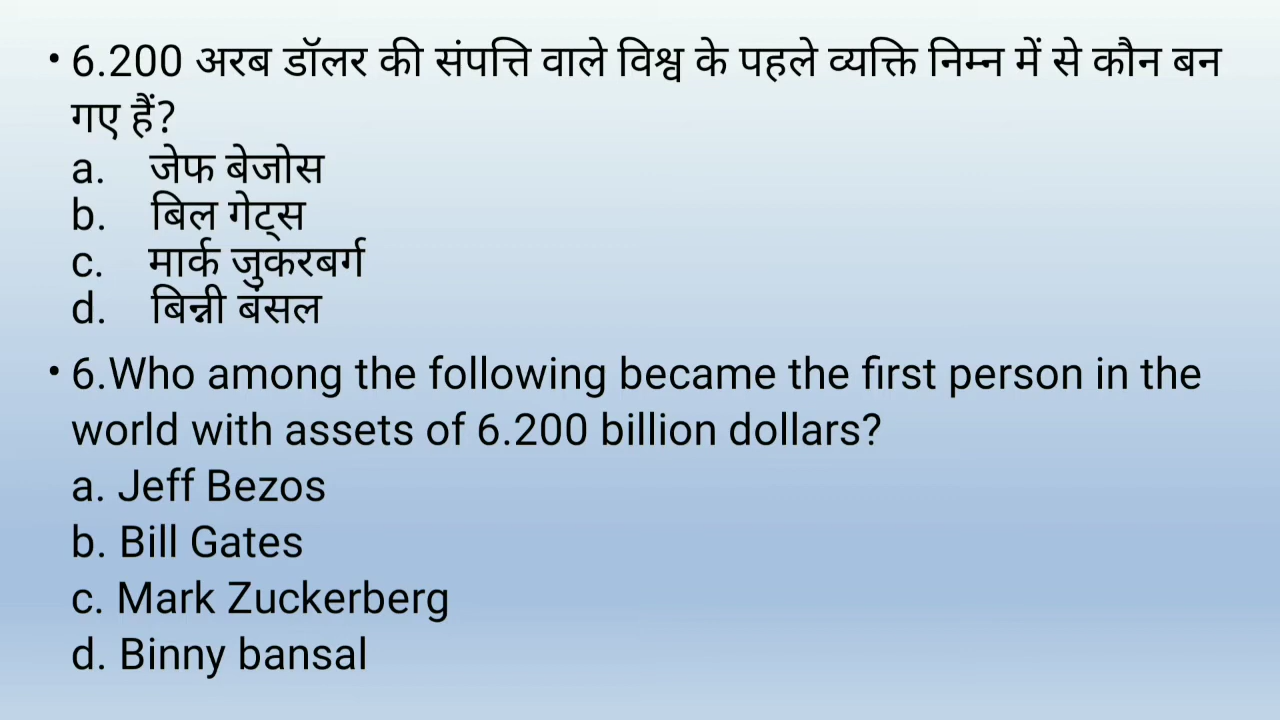 • 6.200 अरब डॉलर की संपत्ति वाले विश्व के पहले व्यक्ति निम्न में से कौन बन
गए हैं?
a. जेफ बेजोस
b. बिल गेट्स
c. मार्क जुकरबर्ग
d. बिन्नी बंसल
• 6.Who among the following became the first person in the
world with assets of 6.200 billion dollars?
a. Jeff Bezos
b. Bill Gates
c. Mark Zuckerberg
d. Binny bansal